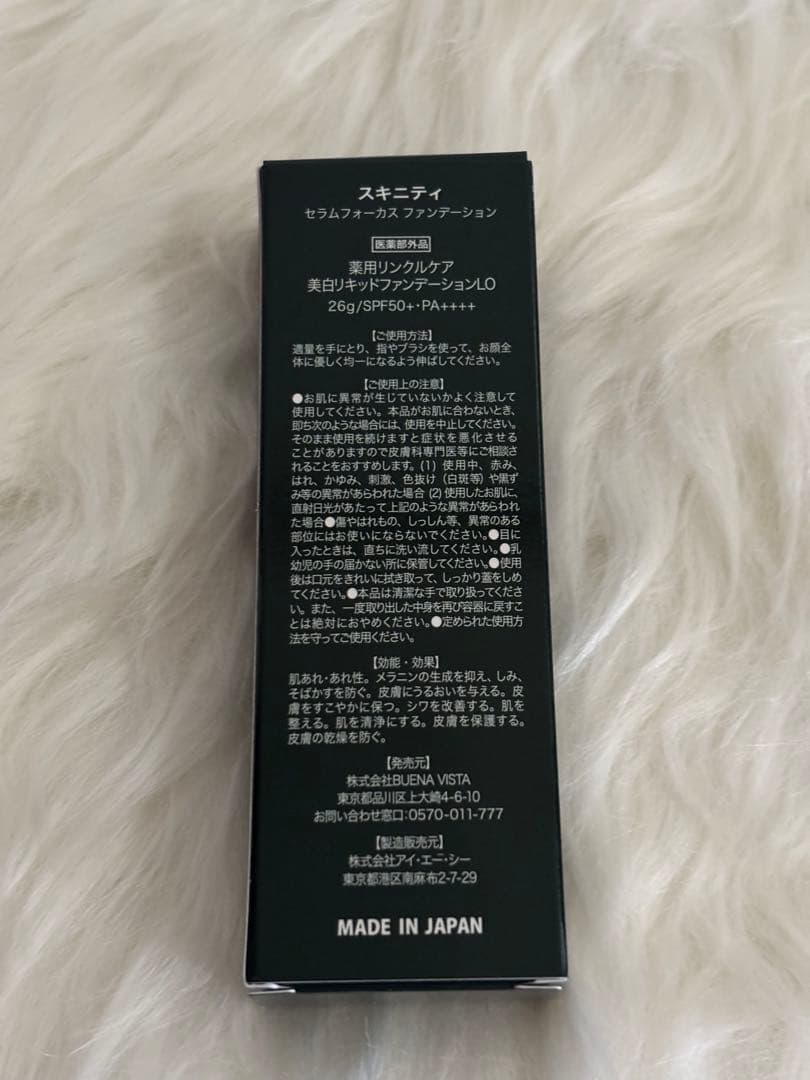 スキニティ
セラムフォーカス ファンデーション
医薬部外品
薬用リンクルケア
美白リキッドファンデーションLO
26g/SPF50+・PA++++
【ご使用方法】
適量を手にとり、指やブラシを使って、お顔全
体に優しく均一になるよう伸ばしてください。
【ご使用上の注意】
●お肌に異常が生じていないかよく注意して
使用してください。本品がお肌に合わないとき、
即ち次のような場合には、使用を中止してください。
そのまま使用を続けますと症状を悪化させる
ことがありますので皮膚科専門医等にご相談さ
れることをおすすめします。(1) 使用中、赤み、
はれ、かゆみ、刺激、色抜け（白斑等）や黒ず
み等の異常があらわれた場合 (2) 使用したお肌に、
直射日光があたって上記のような異常があらわれ
た場合●傷やはれもの、しっしん等、異常のある
部位にはお使いにならないでください。●目に
入ったときは、直ちに洗い流してください。●乳
幼児の手の届かない所に保管してください。●使用
後は口元をきれいに拭き取って、しっかり蓋をしめ
てください。●本品は清潔な手で取り扱ってくださ
い。また、一度取り出した中身を再び容器に戻すこ
とは絶対におやめください。●定められた使用方
法を守ってご使用ください。
【効能・効果】
肌あれ・あれ性。メラニンの生成を抑え、しみ、
そばかすを防ぐ。皮膚にうるおいを与える。皮
膚をすこやかに保つ。シワを改善する。肌を
整える。肌を清浄にする。皮膚を保護する。
皮膚の乾燥を防ぐ。
【発売元】
株式会社BUENA VISTA
東京都品川区上大崎4-6-10
お問い合わせ窓口：0570-011-777
【製造販売元】
株式会社アイ・エー・シー
東京都港区南麻布2-7-29
MADE IN JAPAN